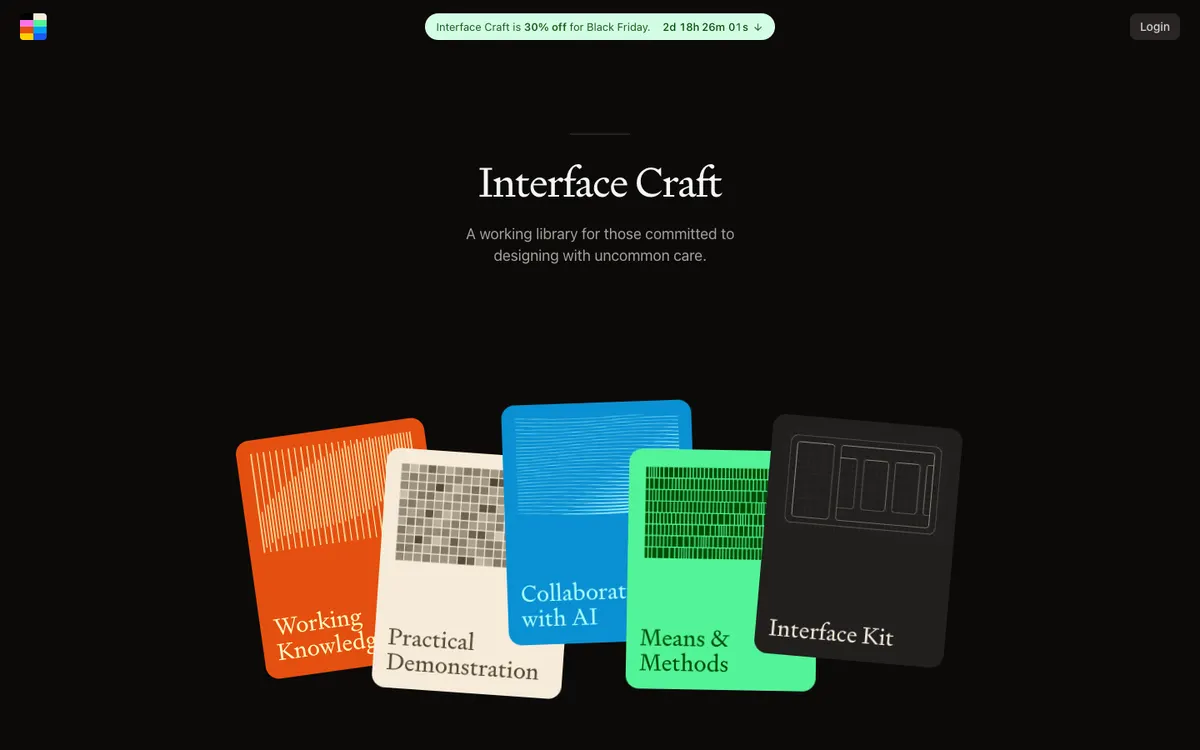 Interface Craft is 30% off for Black Friday. 2d 18h 26m 01s ↓
Login
Interface Craft
A working library for those committed to
designing with uncommon care.
Working
Knowledg
Practical
Demonstration
Collaborat
with AI
Means &
Methods
Interface Kit